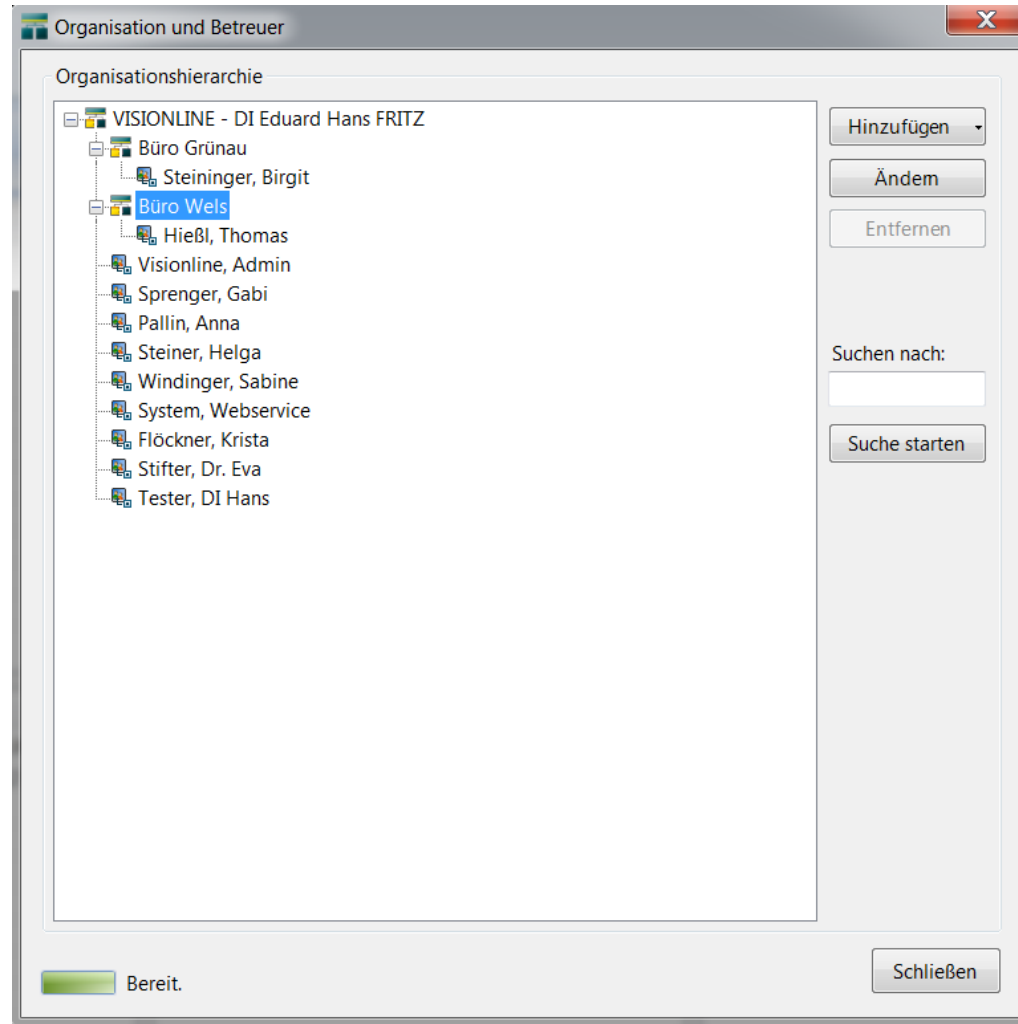 Organisation und Betreuer
Organisationshierarchie
VISIONLINE - DI Eduard Hans FRITZ
Büro Grünau
Steininger, Birgit
Büro Wels
Hießl, Thomas
Visionline, Admin
Sprenger, Gabi
Pallin, Anna
Steiner, Helga
Windinger, Sabine
System, Webservice
Flöckner, Krista
Stifter, Dr. Eva
Tester, DI Hans
Hinzufügen
Ändern
Entfernen
Suchen nach:
Suche starten
Bereit.
Schließen